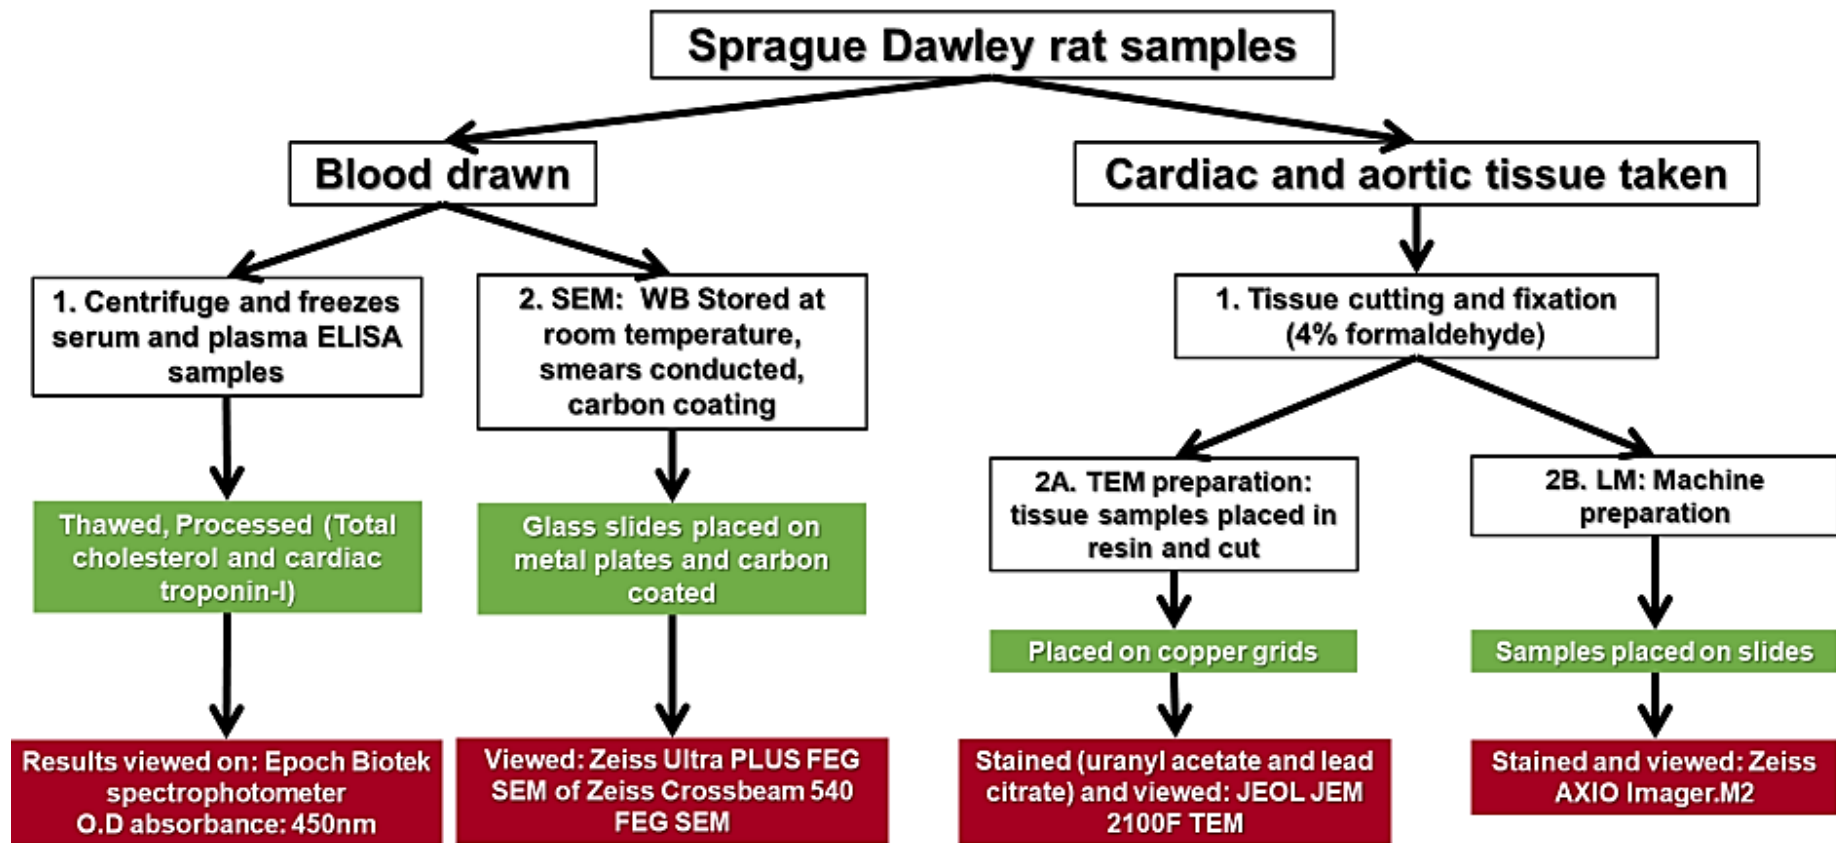 Sprague Dawley rat samples
Blood drawn
Cardiac and aortic tissue taken
1. Centrifuge and freezes
serum and plasma ELISA
samples
2. SEM: WB Stored at
room temperature,
smears conducted,
carbon coating
1. Tissue cutting and fixation
(4% formaldehyde)
2A. TEM preparation:
tissue samples placed in
resin and cut
2B. LM: Machine
preparation
Thawed, Processed (Total
cholesterol and cardiac
troponin-I)
Glass slides placed on
metal plates and carbon
coated
Placed on copper grids
Samples placed on slides
Results viewed on: Epoch Biotek
spectrophotometer
O.D absorbance: 450nm
Viewed: Zeiss Ultra PLUS FEG
SEM of Zeiss Crossbeam 540
FEG SEM
Stained (uranyl acetate and lead
citrate) and viewed: JEOL JEM
2100F TEM
Stained and viewed: Zeiss
AXIO Imager.M2